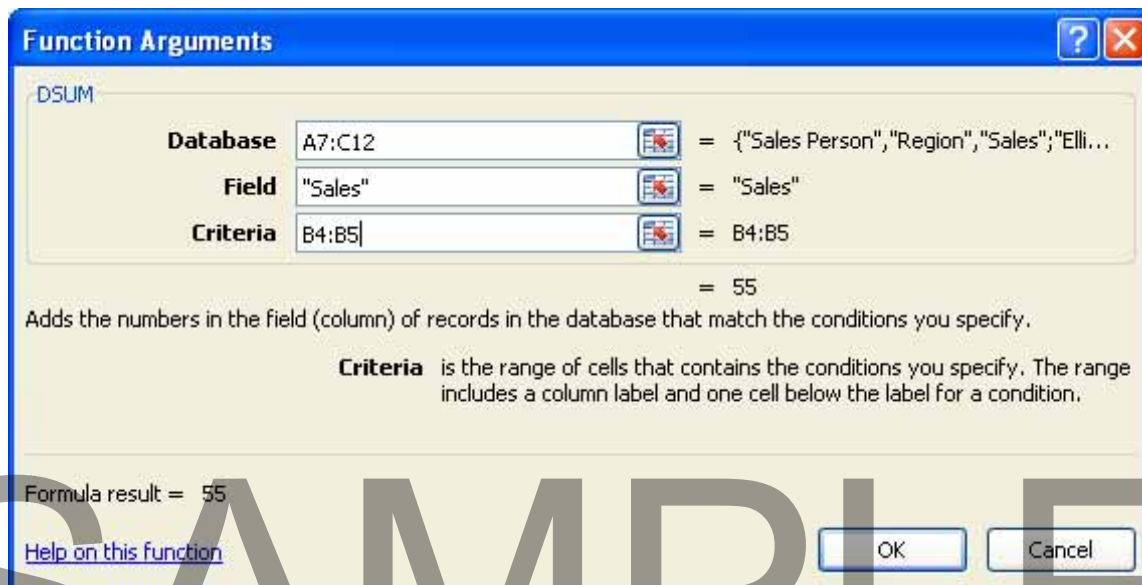 Function Arguments
DSUM
Database A7:C12 = {"Sales Person","Region","Sales";"Elli...
Field "Sales" = "Sales"
Criteria B4:B5 = B4:B5
= 55
Adds the numbers in the field (column) of records in the database that match the conditions you specify.
Criteria is the range of cells that contains the conditions you specify. The range
includes a column label and one cell below the label for a condition.
Formula result = 55
Help on this function OK Cancel
SAMPLE